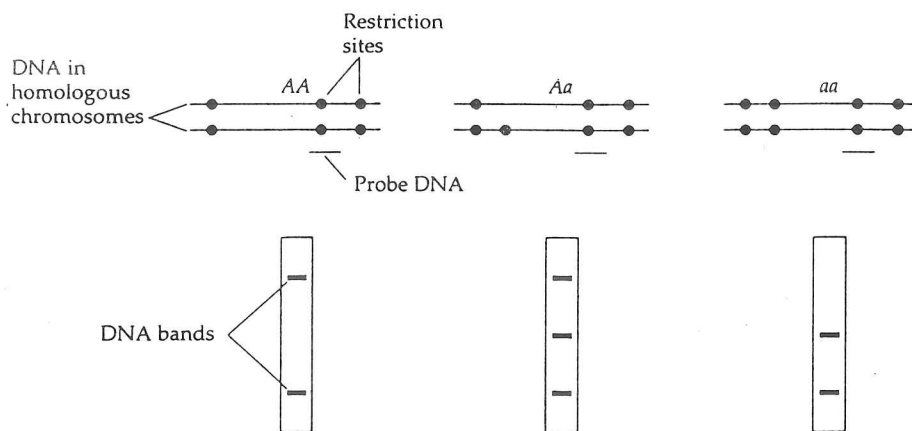 Restriction
sites
DNA in
homologous
chromosomes
AA
Aa
aa
Probe DNA
DNA bands